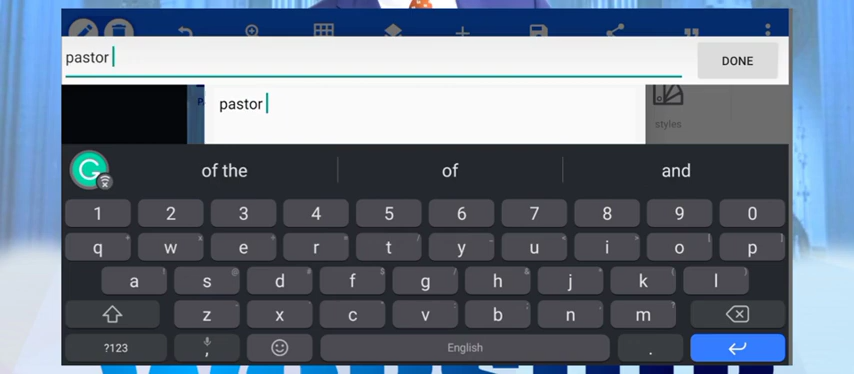 pastor
DONE
pastor
styles
of the of and
1 2 3 4 5 6 7 8 9 0
q w e r t y u i o p
a s d f g h j k l
z x c v b n m
?123 , English .